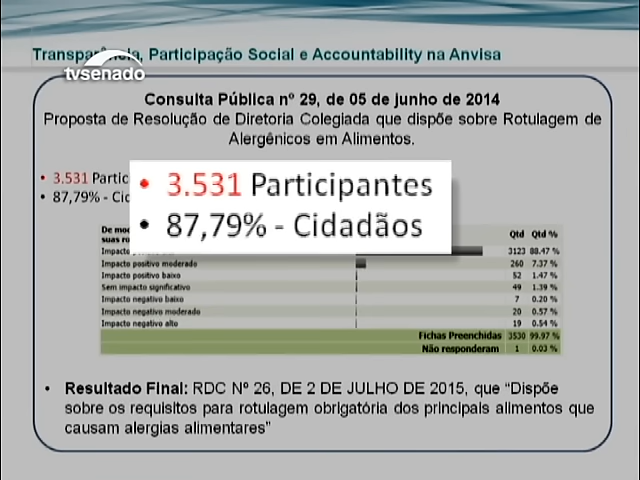 Transparência, Participação Social e Accountability na Anvisa
tvsenado
Consulta Pública nº 29, de 05 de junho de 2014
Proposta de Resolução de Diretoria Colegiada que dispõe sobre Rotulagem de
Alergênicos em Alimentos.
• 3.531 Partic
• 87,79% - Cid
• 3.531 Participantes
• 87,79% - Cidadãos
De mo
suas ro
Qtd Qtd %
Impacto 3123 88.47 %
Impacto positivo moderado 260 7.37 %
Impacto positivo baixo 52 1.47 %
Sem impacto significativo 49 1.39 %
Impacto negativo baixo 7 0.20 %
Impacto negativo moderado 20 0.57 %
Impacto negativo alto 19 0.54 %
Fichas Preenchidas 3530 99.97 %
Não responderam 1 0.03 %
• Resultado Final: RDC Nº 26, DE 2 DE JULHO DE 2015, que “Dispõe
sobre os requisitos para rotulagem obrigatória dos principais alimentos que
causam alergias alimentares”